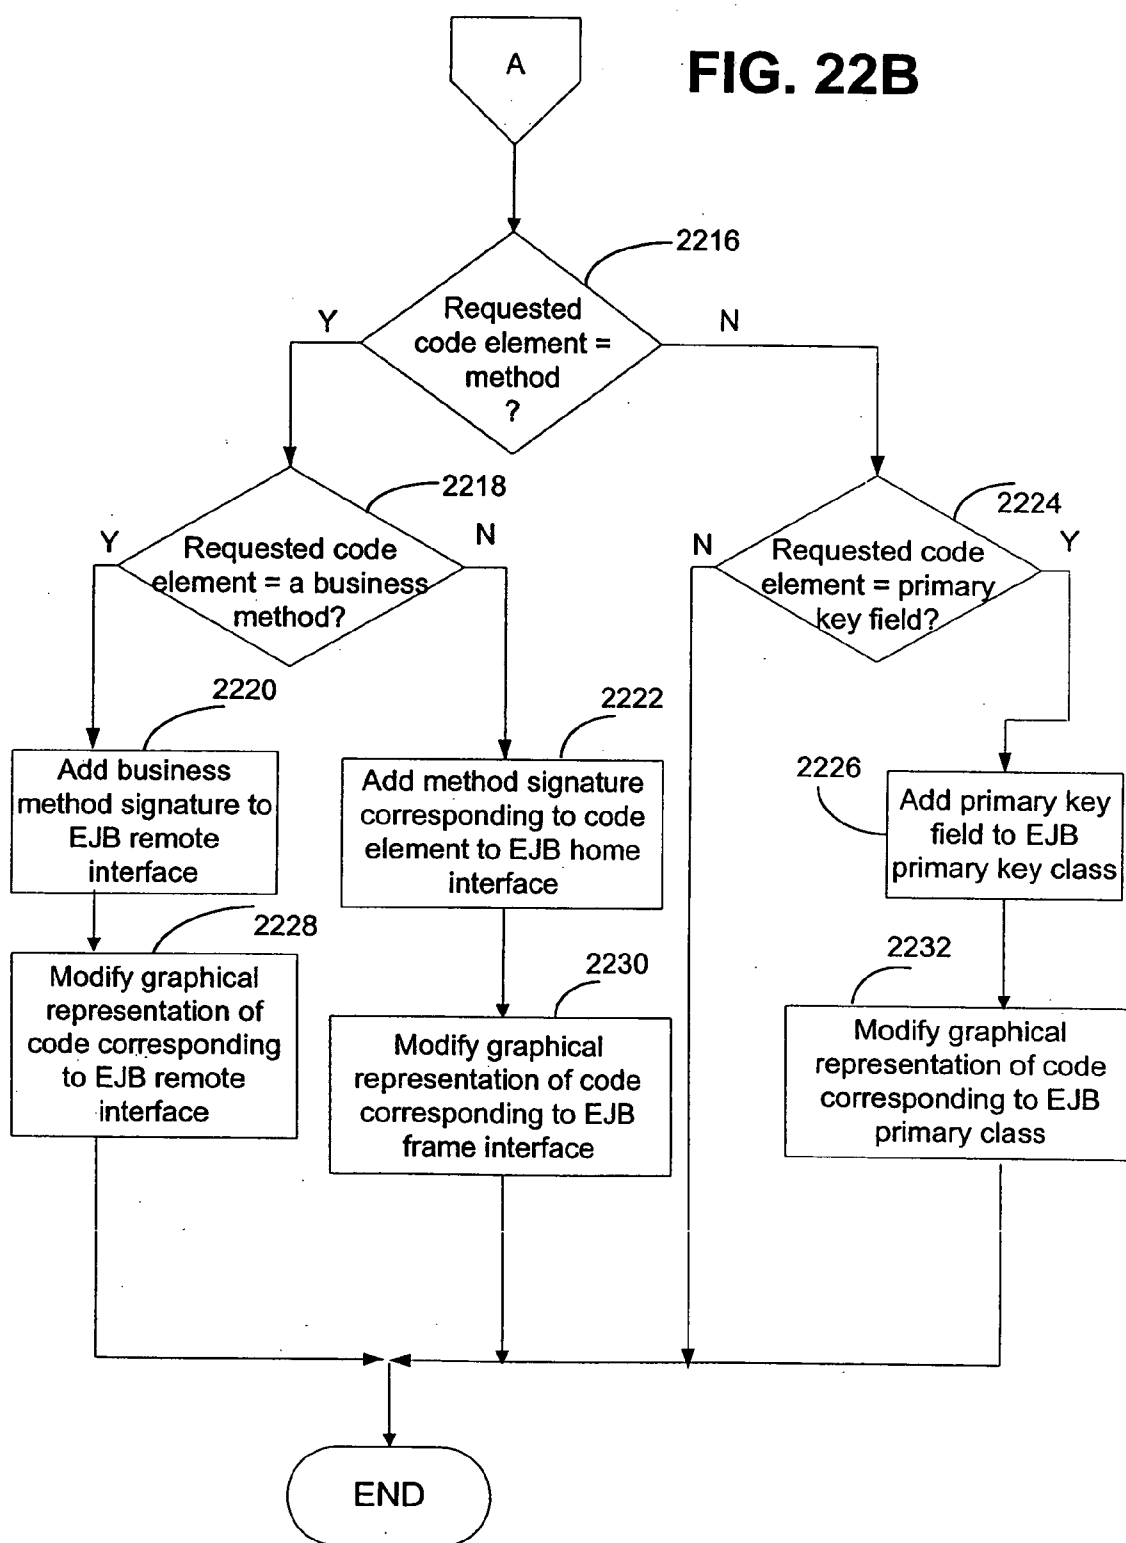 A
FIG. 22B
2216
Requested
code element =
method
?
Y
N
2218
Requested code
element = a business
method?
Y
N
2224
Requested code
element = primary
key field?
N
Y
2220
Add business
method signature to
EJB remote
interface
2222
Add method signature
corresponding to code
element to EJB home
interface
2226
Add primary key
field to EJB
primary key class
2228
Modify graphical
representation of
code corresponding
to EJB remote
interface
2230
Modify graphical
representation of code
corresponding to EJB
frame interface
2232
Modify graphical
representation of code
corresponding to EJB
primary class
END